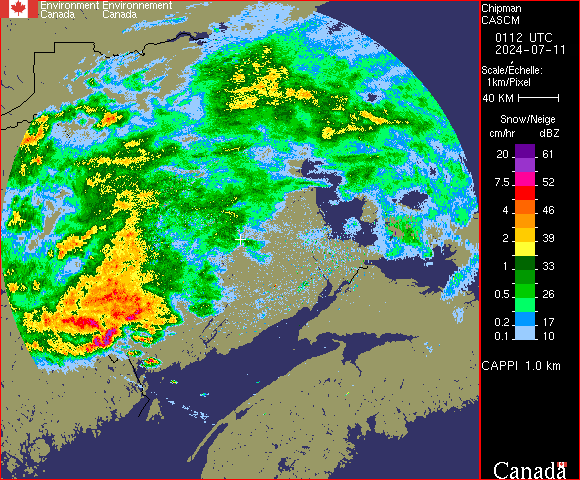 Environment Environnement
Canada Canada
Chipman
CASCM
0112 UTC
2024-07-11
Scale/Échelle:
1km/Pixel
40 KM
Snow/Neige
cm/hr dBZ
20 61
7.5 52
4 46
2 39
1 33
0.5 26
0.2 17
0.1 10
CAPPI 1.0 km
Canada